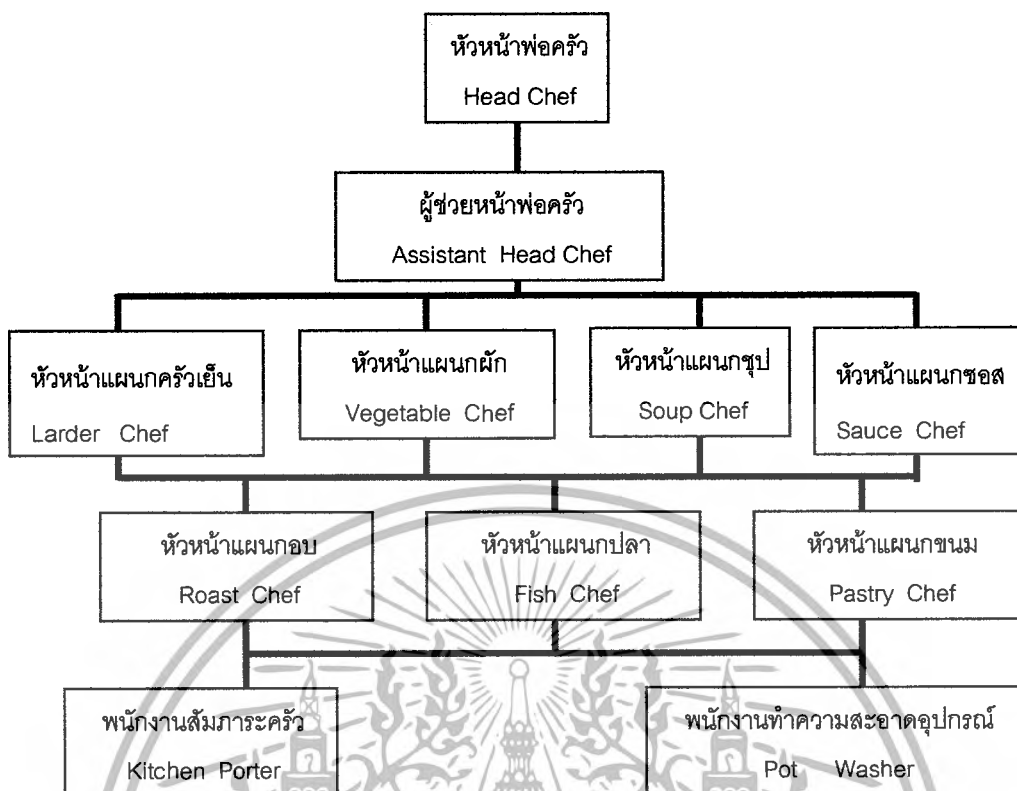 หัวหน้าพ่อครัว
Head Chef
ผู้ช่วยหน้าพ่อครัว
Assistant Head Chef
หัวหน้าแผนกครัวเย็น
Larder Chef
หัวหน้าแผนกผัก
Vegetable Chef
หัวหน้าแผนกซุป
Soup Chef
หัวหน้าแผนกซอส
Sauce Chef
หัวหน้าแผนกอบ
Roast Chef
หัวหน้าแผนกปลา
Fish Chef
หัวหน้าแผนกขนม
Pastry Chef
พนักงานสัมภาระครัว
Kitchen Porter
พนักงานทำความสะอาดอุปกรณ์
Pot Washer